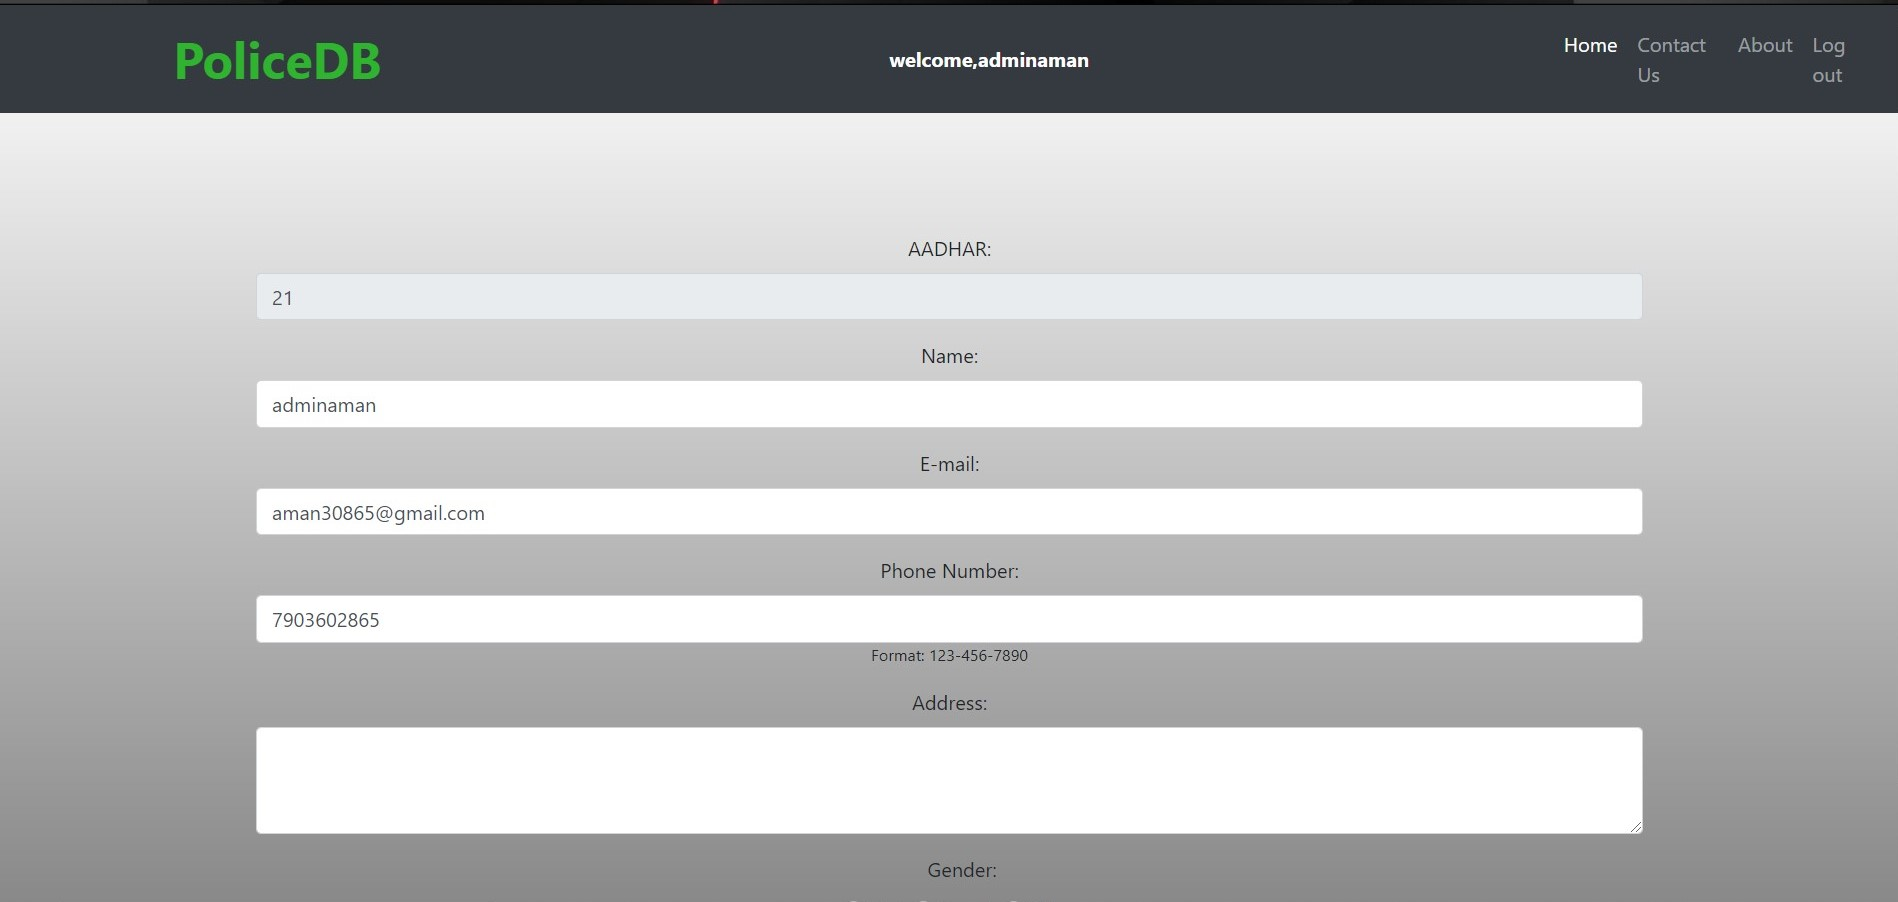 PoliceDB
welcome,adminaman
Home
Contact
Us
About
Log
out
AADHAR:
21
Name:
adminaman
E-mail:
aman30865@gmail.com
Phone Number:
7903602865
Format: 123-456-7890
Address:
Gender: